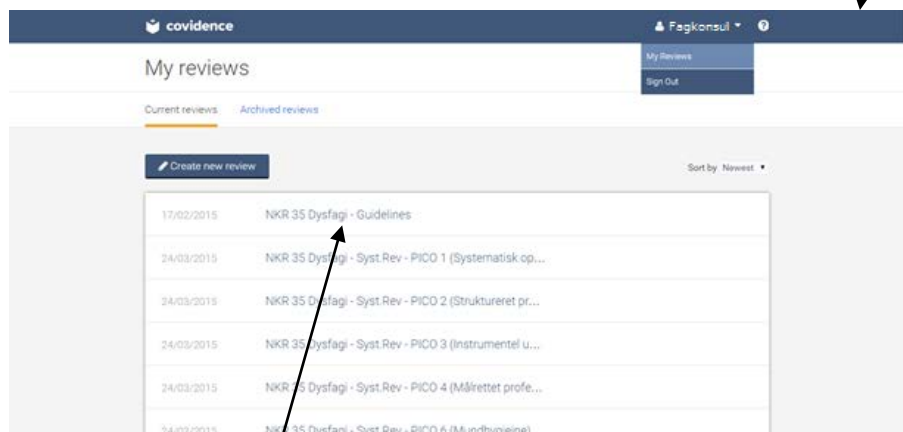 covidence
Fagkonsul
?
My reviews
My Reviews
Sign Out
Current reviews Archived reviews
Create new review
Sort by Newest
17/02/2015 NKR 35 Dysfagi - Guidelines
24/03/2015 NKR 35 Dysfagi - Syst.Rev - PICO 1 (Systematisk op...
24/03/2015 NKR 35 Dysfagi - Syst.Rev - PICO 2 (Struktureret pr...
24/03/2015 NKR 35 Dysfagi - Syst.Rev - PICO 3 (Instrumentel u...
24/03/2015 NKR 35 Dysfagi - Syst.Rev - PICO 4 (Målrettet profe...
24/03/2015 NKR 35 Dysfagi - Syst.Rev - PICO 6 (Mundhygiejne)